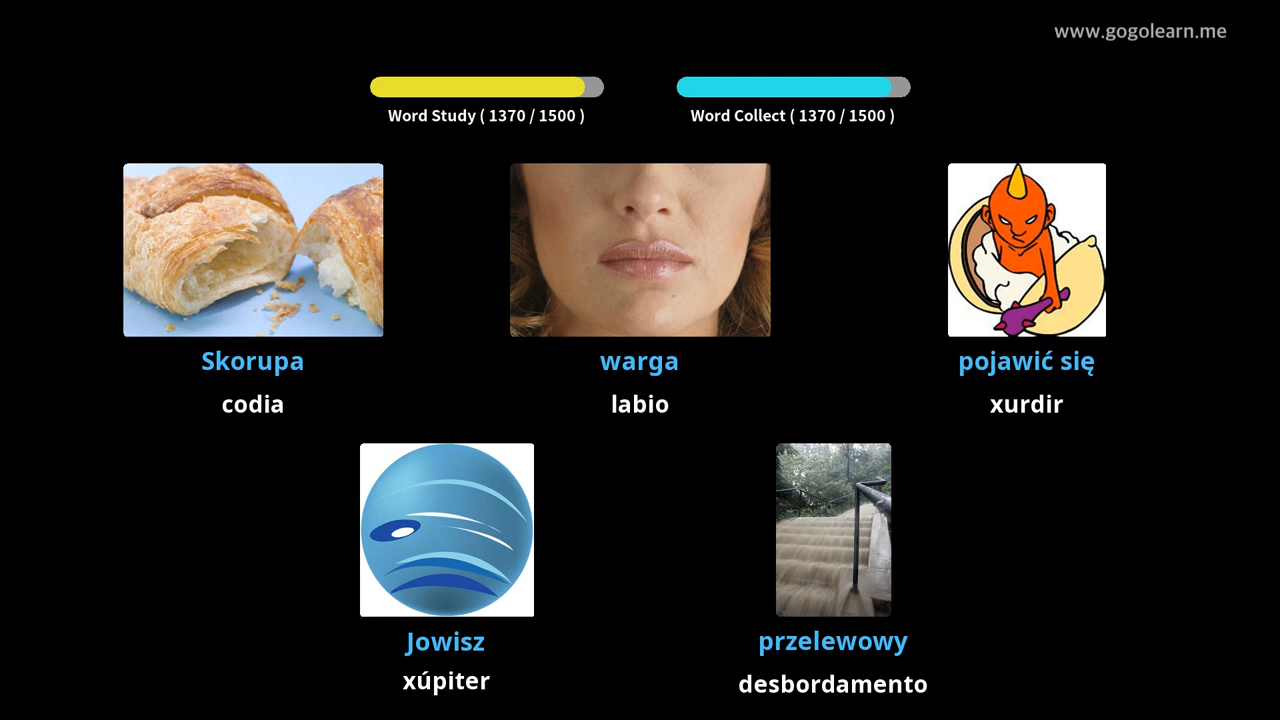 www.gogolearn.me
Word Study ( 1370 / 1500 )
Word Collect ( 1370 / 1500 )
Skorupa
codia
warga
labio
pojawić się
xurdir
Jowisz
xúpiter
przelewowy
desbordamento